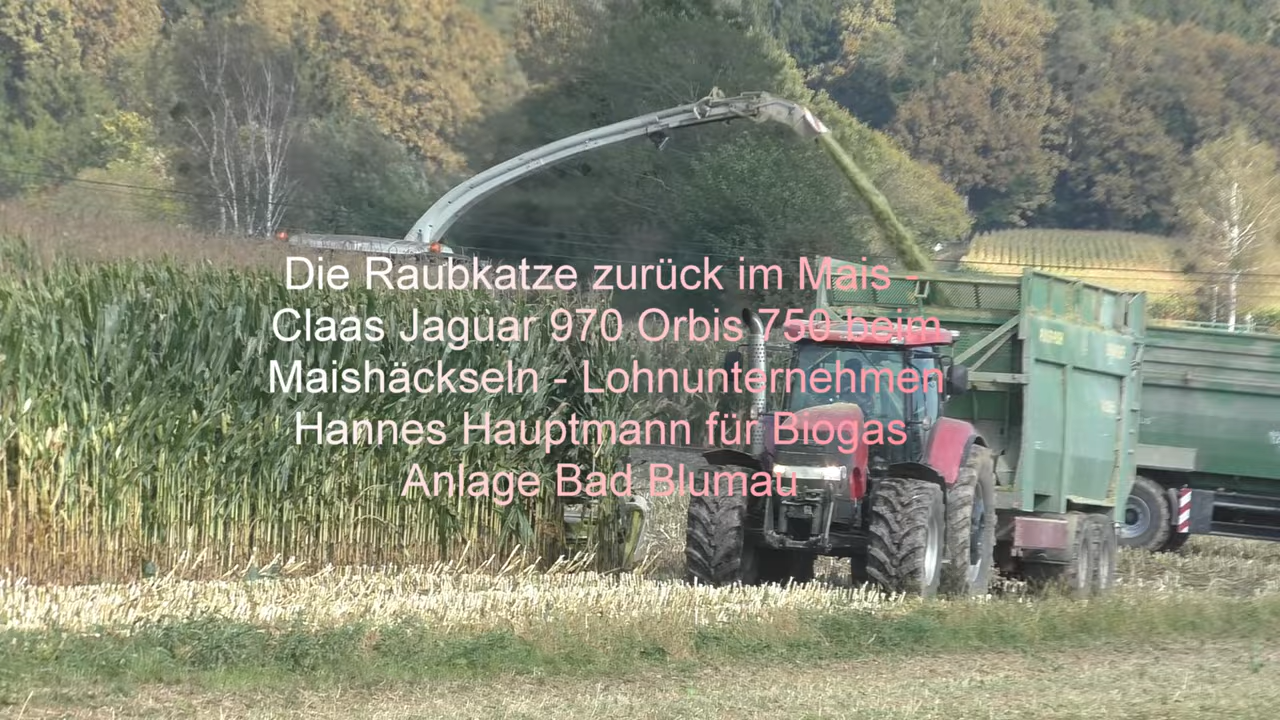 Die Raubkatze zurück im Mais -
Claas Jaguar 970 Orbis 750 beim
Maishäckseln - Lohnunternehmen
Hannes Hauptmann für Biogas
Anlage Bad Blumau